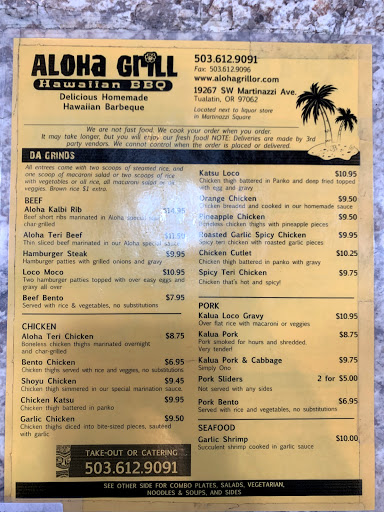 ALOHA GRILL
Hawaiian BBQ
Delicious Homemade
Hawaiian Barbeque
503.612.9091
Fax: 503.612.9096
www.alohagrillor.com
19267 SW Martinazzi Ave.
Tualatin, OR 97062
Located next to liquor store
in Martinazzi Square
We are not fast food. We cook your order when you order.
It may take longer, but you will enjoy our fresh food! NOTE: Deliveries are made by 3rd
party vendors. We cannot control when the order is placed or delivered.
DA GRINDS
All entrees come with two scoops of steamed rice, and
one scoop of macaroni salad or two scoops of rice
with vegetables or all rice, all macaroni salad or all
veggies. Brown rice $1 extra.
BEEF
Aloha Kalbi Rib $14.95
Beef short ribs marinated in Aloha special
char-grilled
Aloha Teri Beef
Thin sliced beef marinated in our Aloha special sauce
Hamburger Steak $9.95
Hamburger patties with grilled onions and gravy
Loco Moco $10.95
Two hamburger patties topped with over easy eggs and
gravy all over
Beef Bento $7.95
Served with rice & vegetables, no substitutions
CHICKEN
Aloha Teri Chicken $8.75
Boneless chicken thighs marinated overnight
and char-grilled
Bento Chicken $6.95
Chicken thighs served with rice and veggies, no substitutions
Shoyu Chicken $9.45
Chicken thigh simmered in our special marination sauce.
Chicken Katsu $9.95
Chicken thigh battered in panko
Garlic Chicken $9.50
Chicken thighs diced into bite-sized pieces, sauteed
with garlic
Katsu Loco $10.95
Chicken thigh battered in Panko and deep fried topped
with egg and gravy
Orange Chicken $9.50
Chicken breaded and cooked in our homemade sauce
Pineapple Chicken $9.50
Boneless chicken thighs with pineapple pieces
Roasted Garlic Spicy Chicken $9.95
Spicy teri chicken with roasted garlic pieces
Chicken Cutlet $10.25
Chicken thigh battered in panko with gravy
Spicy Teri Chicken $9.75
Chicken that's hot and spicy!
PORK
Kalua Loco Gravy $10.95
Over flat rice with macaroni or veggies
Kalua Pork $8.75
Pork smoked for hours and shredded.
Very tender!
Kalua Pork & Cabbage $9.75
Simply Ono
Pork Sliders 2 for $5.00
Not served with any sides
Pork Bento $6.95
Served with rice and vegetables, no substitutions
SEAFOOD
Garlic Shrimp $10.00
Succulent shrimp cooked in garlic sauce
TAKE-OUT OR CATERING
503.612.9091
SEE OTHER SIDE FOR COMBO PLATES, SALADS, VEGETARIAN,
NOODLES & SOUPS, AND SIDES